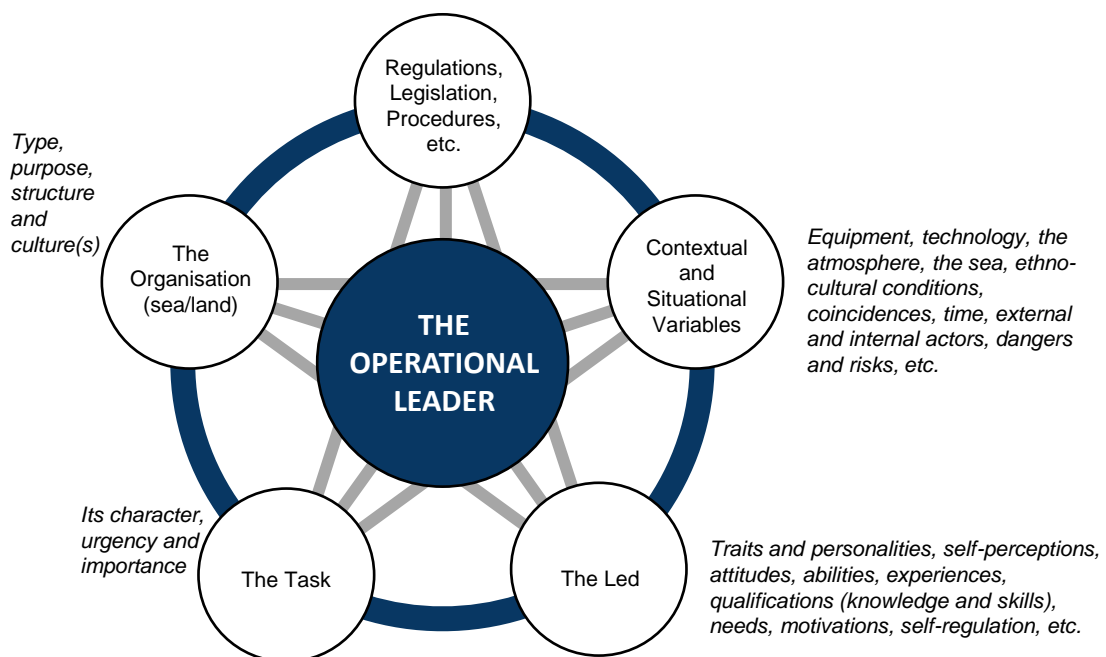 Regulations,
Legislation,
Procedures,
etc.
Type,
purpose,
structure
and
culture(s)
The
Organisation
(sea/land)
Contextual
and
Situational
Variables
Equipment, technology, the
atmosphere, the sea, ethno-
cultural conditions,
coincidences, time, external
and internal actors, dangers
and risks, etc.
THE
OPERATIONAL
LEADER
Its character,
urgency and
importance
The Task
The Led
Traits and personalities, self-perceptions,
attitudes, abilities, experiences,
qualifications (knowledge and skills),
needs, motivations, self-regulation, etc.